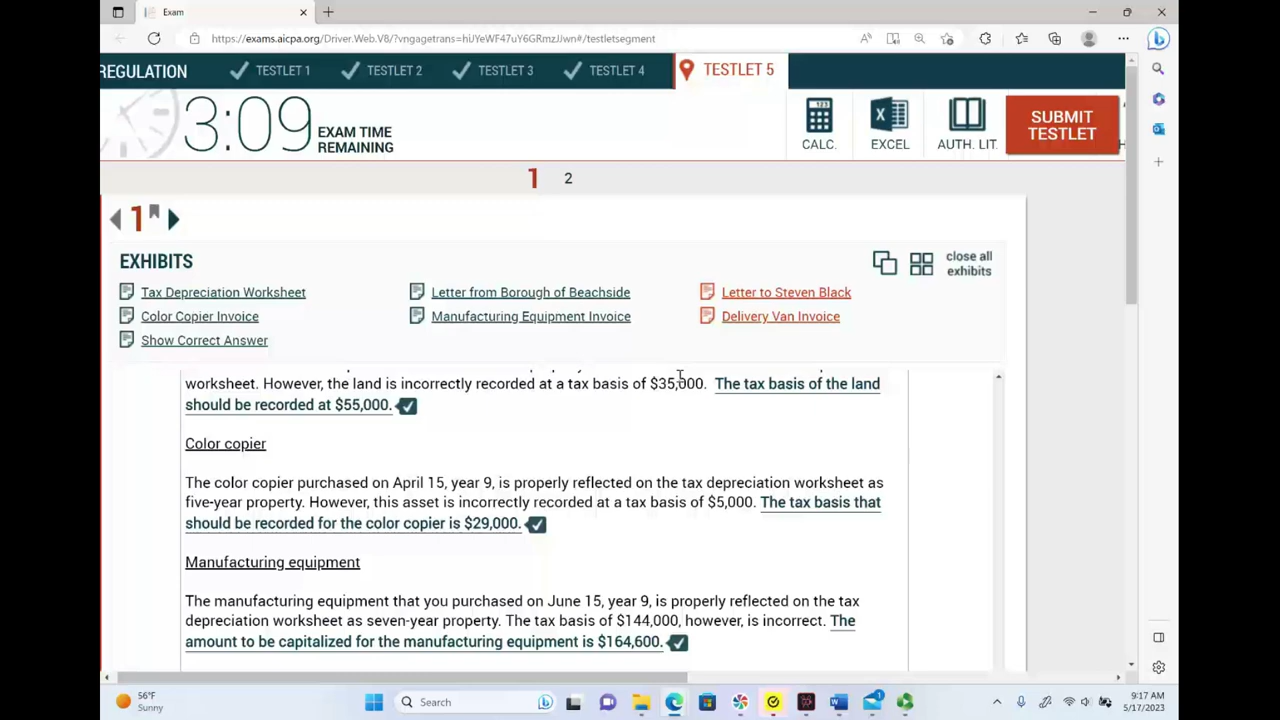 Exam
https://exams.aicpa.org/Driver.Web.V8/?vngagetrans=hiJYeWF47uY6GRmzJiwn#/testletsegment
REGULATION
TESTLET 1
TESTLET 2
TESTLET 3
TESTLET 4
TESTLET 5
3:09
EXAM TIME
REMAINING
CALC.
EXCEL
AUTH. LIT.
SUBMIT
TESTLET
1 2
1
EXHIBITS
close all
exhibits
Tax Depreciation Worksheet
Letter from Borough of Beachside
Letter to Steven Black
Color Copier Invoice
Manufacturing Equipment Invoice
Delivery Van Invoice
Show Correct Answer
worksheet. However, the land is incorrectly recorded at a tax basis of $35,000. The tax basis of the land
should be recorded at $55,000.
Color copier
The color copier purchased on April 15, year 9, is properly reflected on the tax depreciation worksheet as
five-year property. However, this asset is incorrectly recorded at a tax basis of $5,000. The tax basis that
should be recorded for the color copier is $29,000.
Manufacturing equipment
The manufacturing equipment that you purchased on June 15, year 9, is properly reflected on the tax
depreciation worksheet as seven-year property. The tax basis of $144,000, however, is incorrect. The
amount to be capitalized for the manufacturing equipment is $164,600.
56°F
Sunny
Search
9:17 AM
5/17/2023